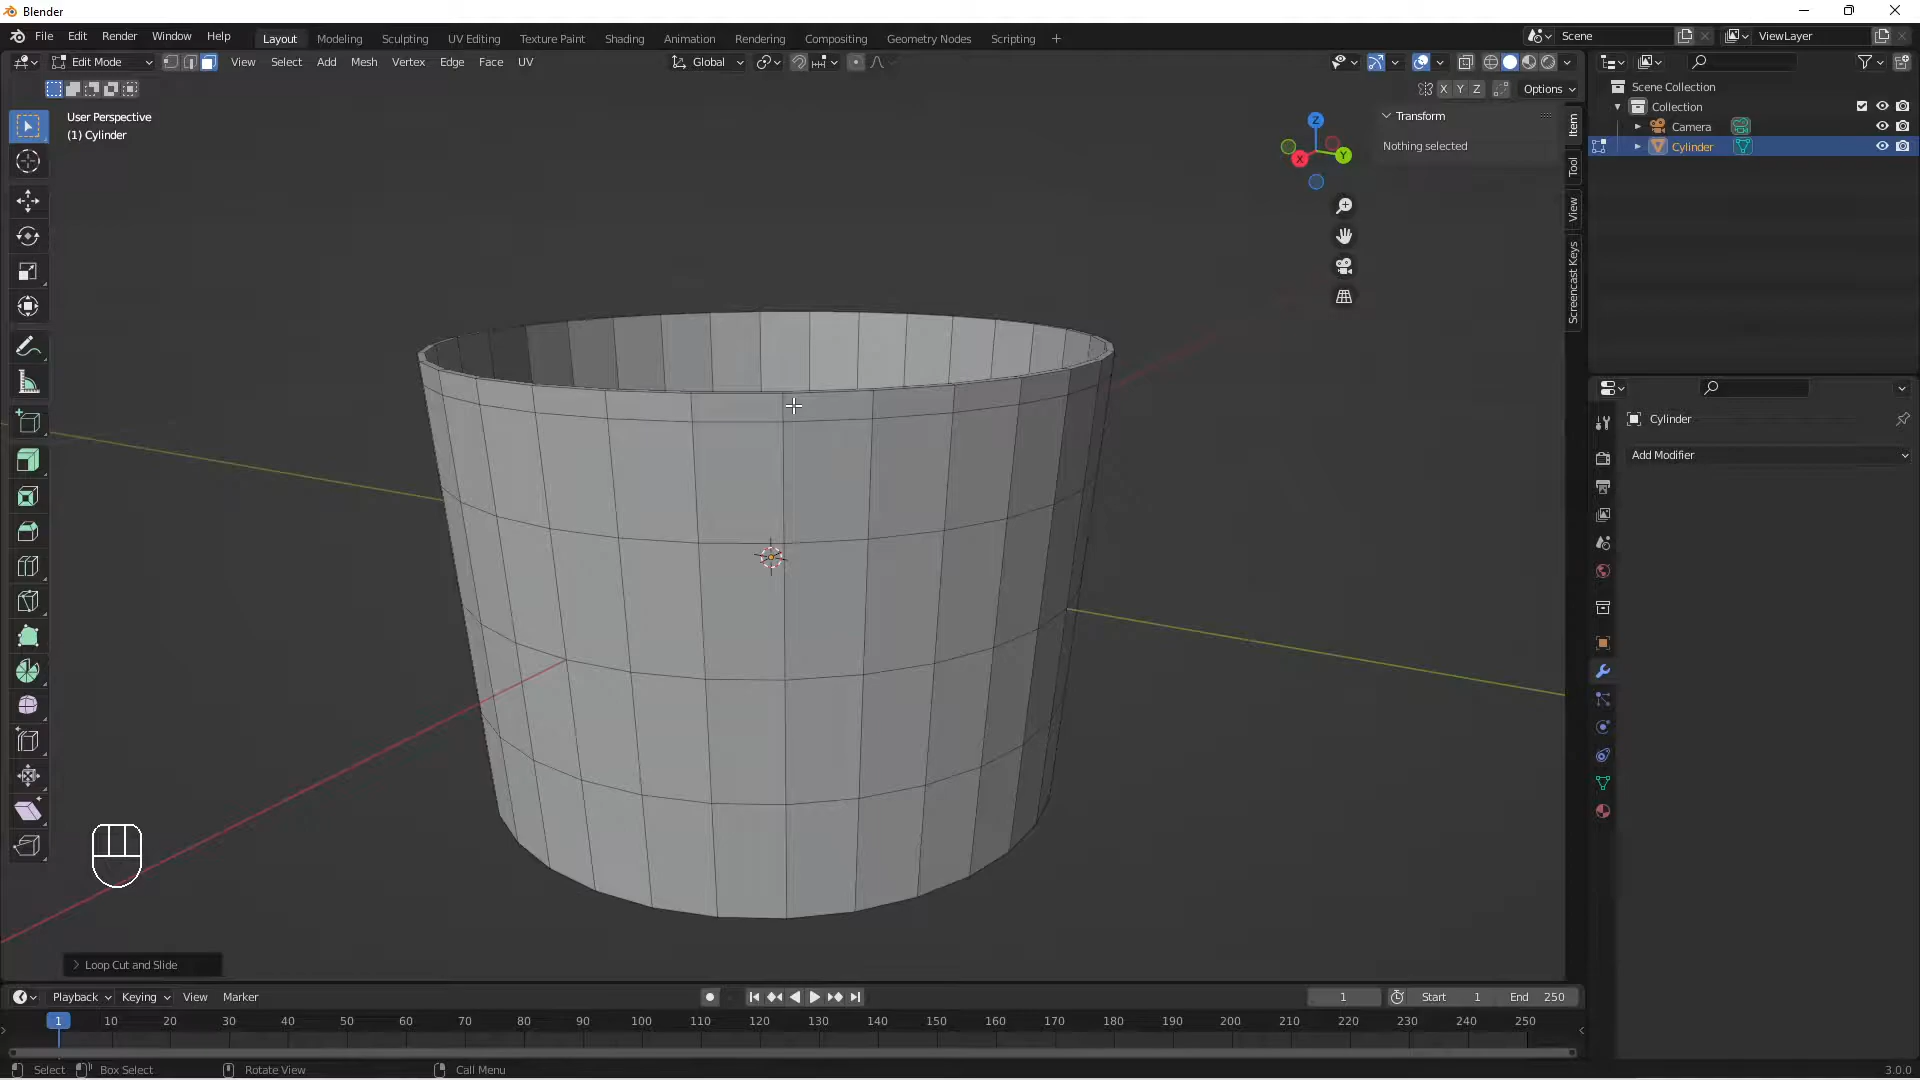 Blender
File Edit Render Window Help
Layout Modeling Sculpting UV Editing Texture Paint Shading Animation Rendering Compositing Geometry Nodes Scripting +
Scene
ViewLayer
Edit Mode
View Select Add Mesh Vertex Edge Face UV
Global
X Y Z
Options
User Perspective
(1) Cylinder
Z
X
Y
Transform
Nothing selected
Item
Tool
View
Screencast Keys
Scene Collection
Collection
Camera
Cylinder
Cylinder
Add Modifier
Loop Cut and Slide
Playback Keying View Marker
1
Start 1
End 250
1 10 20 30 40 50 60 70 80 90 100 110 120 130 140 150 160 170 180 190 200 210 220 230 240 250
Select Box Select Rotate View Call Menu
3.0.0